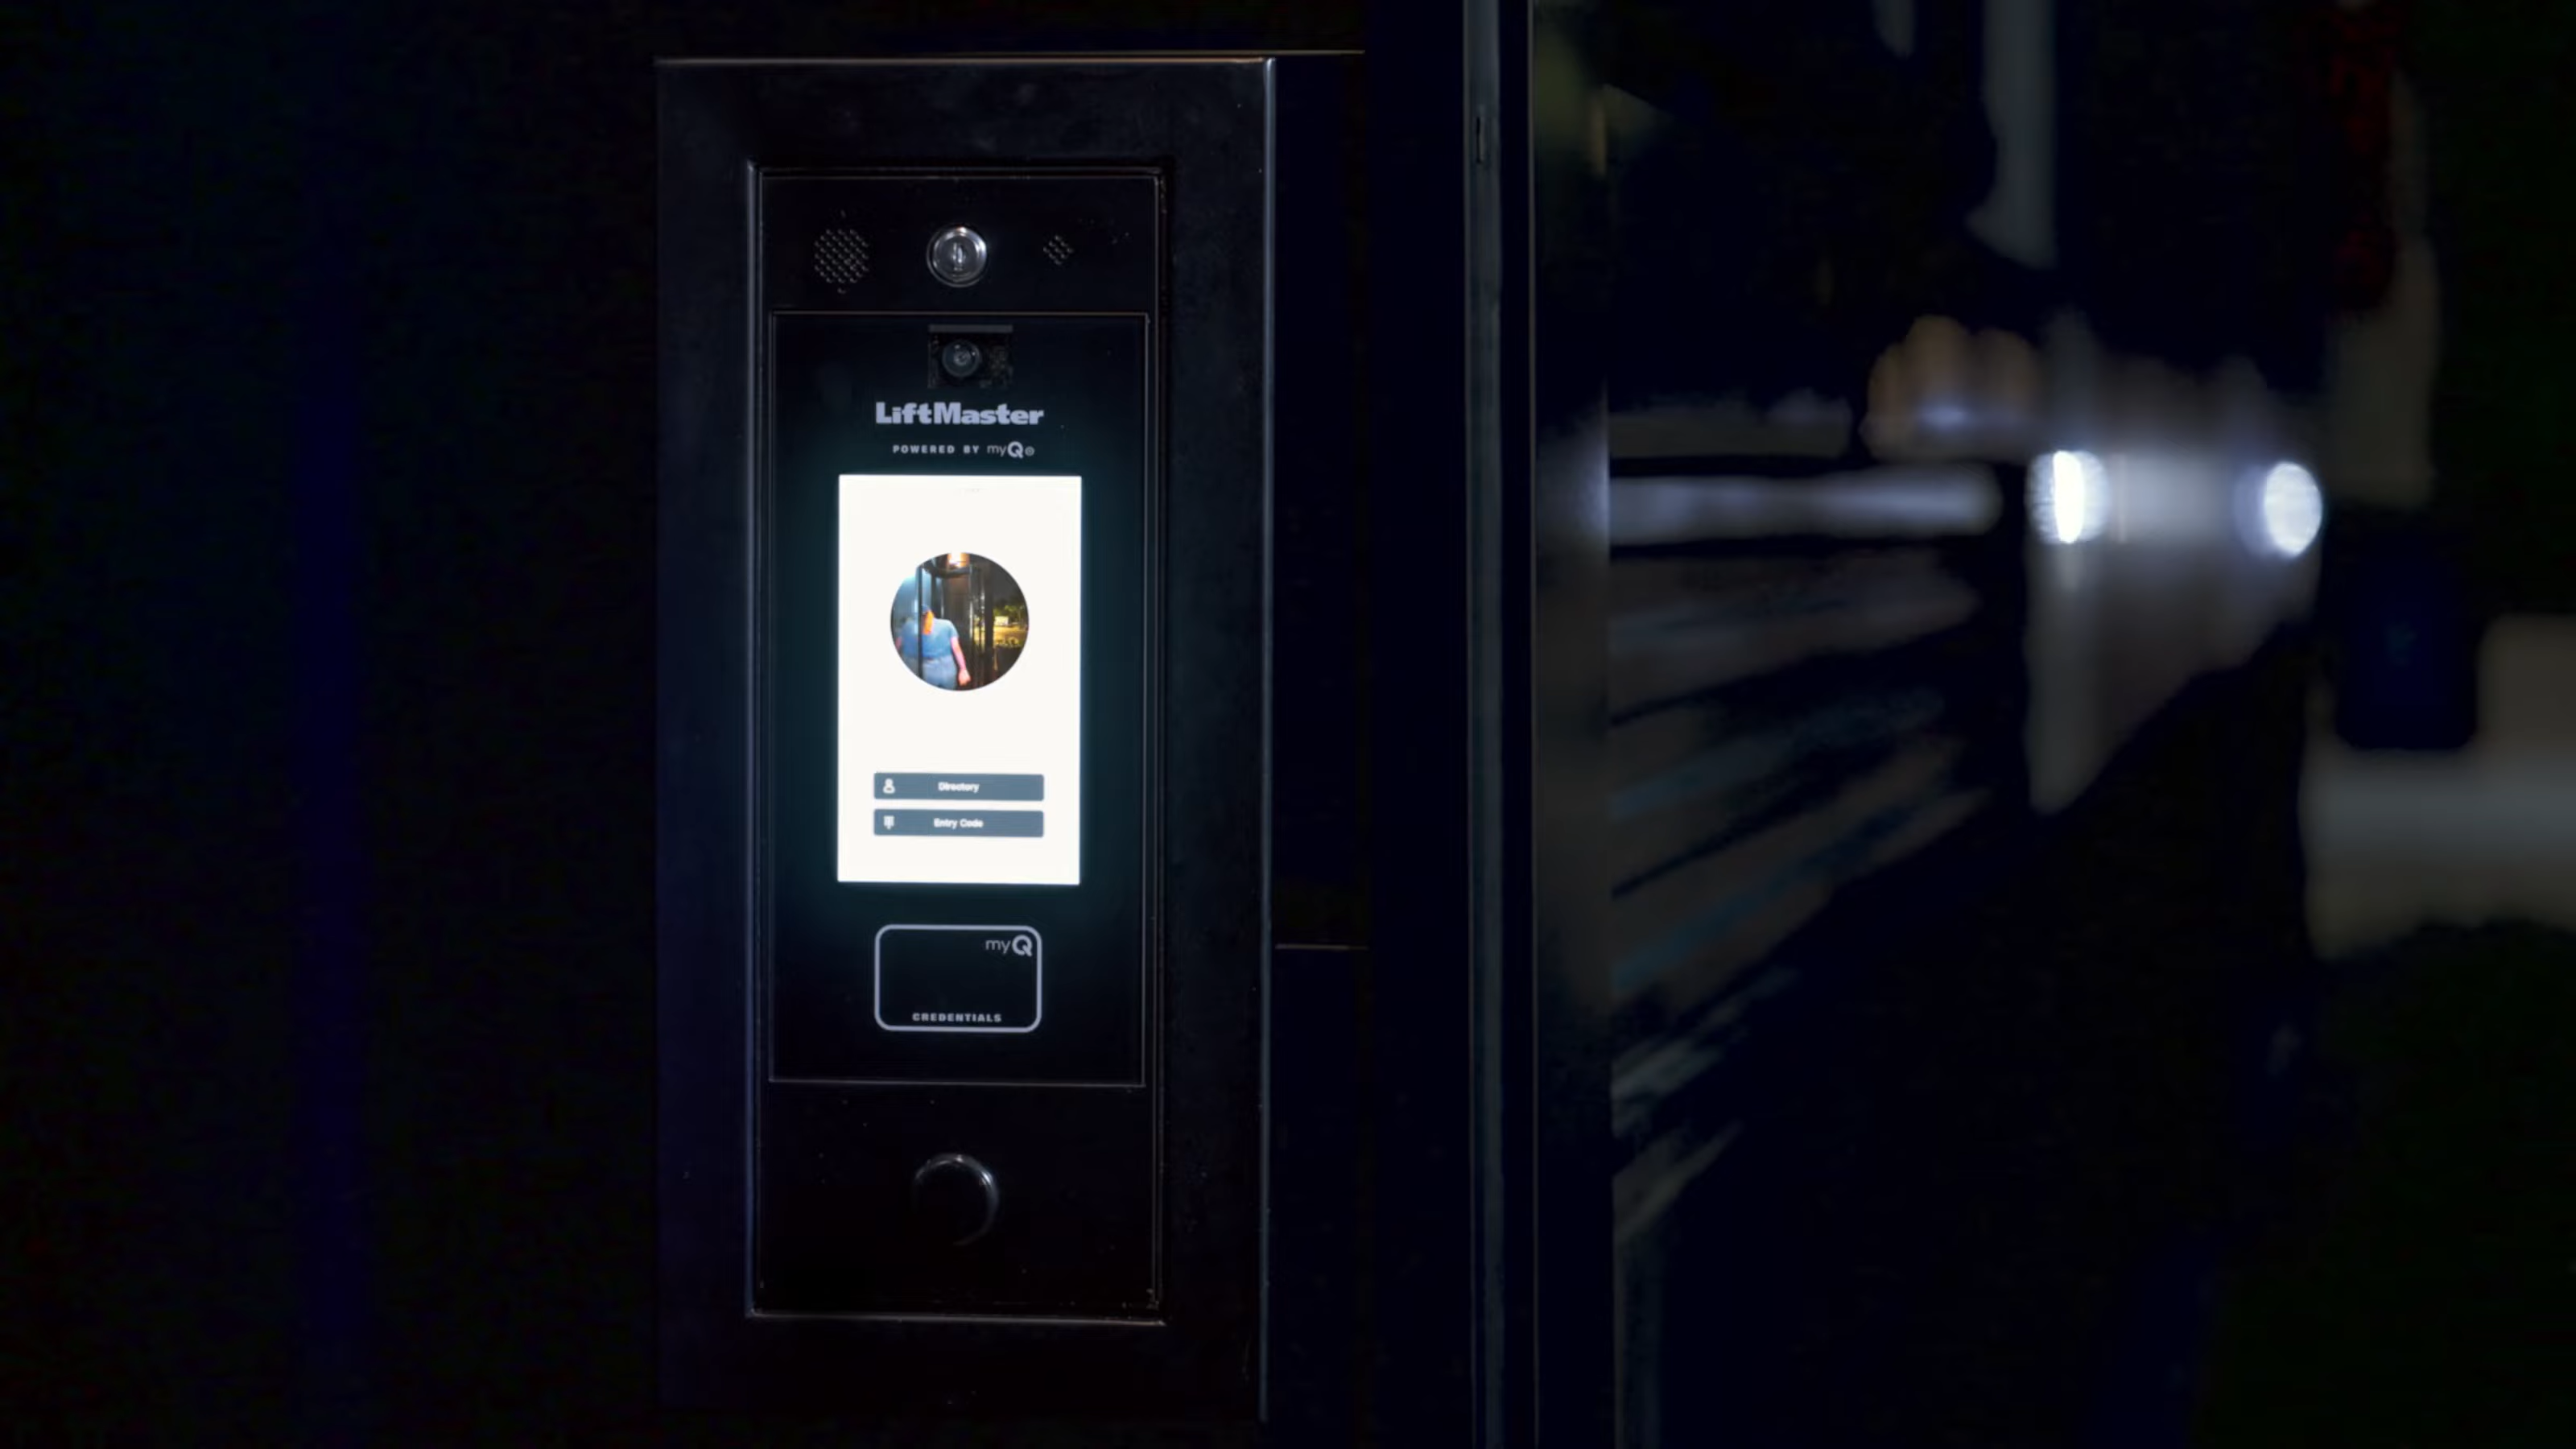 LiftMaster
POWERED BY myQ
Directory
Entry Code
myQ
CREDENTIALS